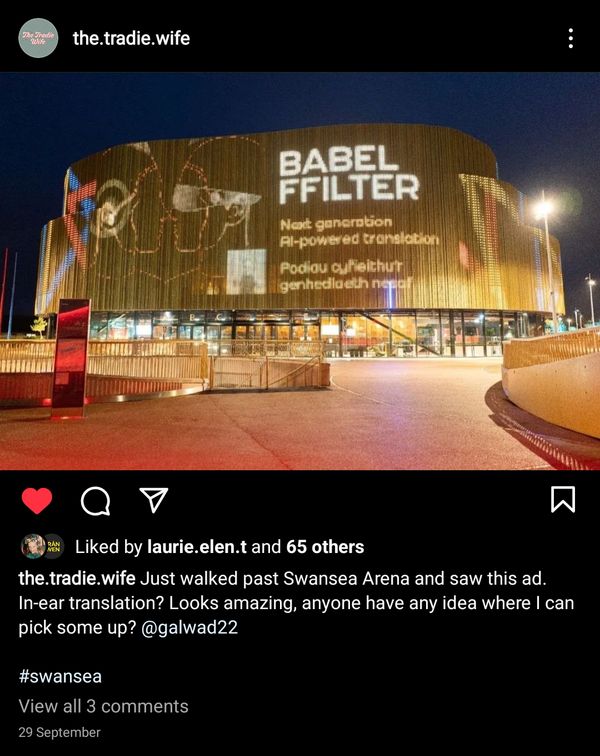 The Tradie
Wife
the.tradie.wife
BABEL
FFILTER
Next generation
AI-powered translation
Podiau cyfieithu'r
genhedlaeth nesaf
Liked by laurie.elen.t and 65 others
the.tradie.wife Just walked past Swansea Arena and saw this ad.
In-ear translation? Looks amazing, anyone have any idea where I can
pick some up? @galwad22
#swansea
View all 3 comments
29 September